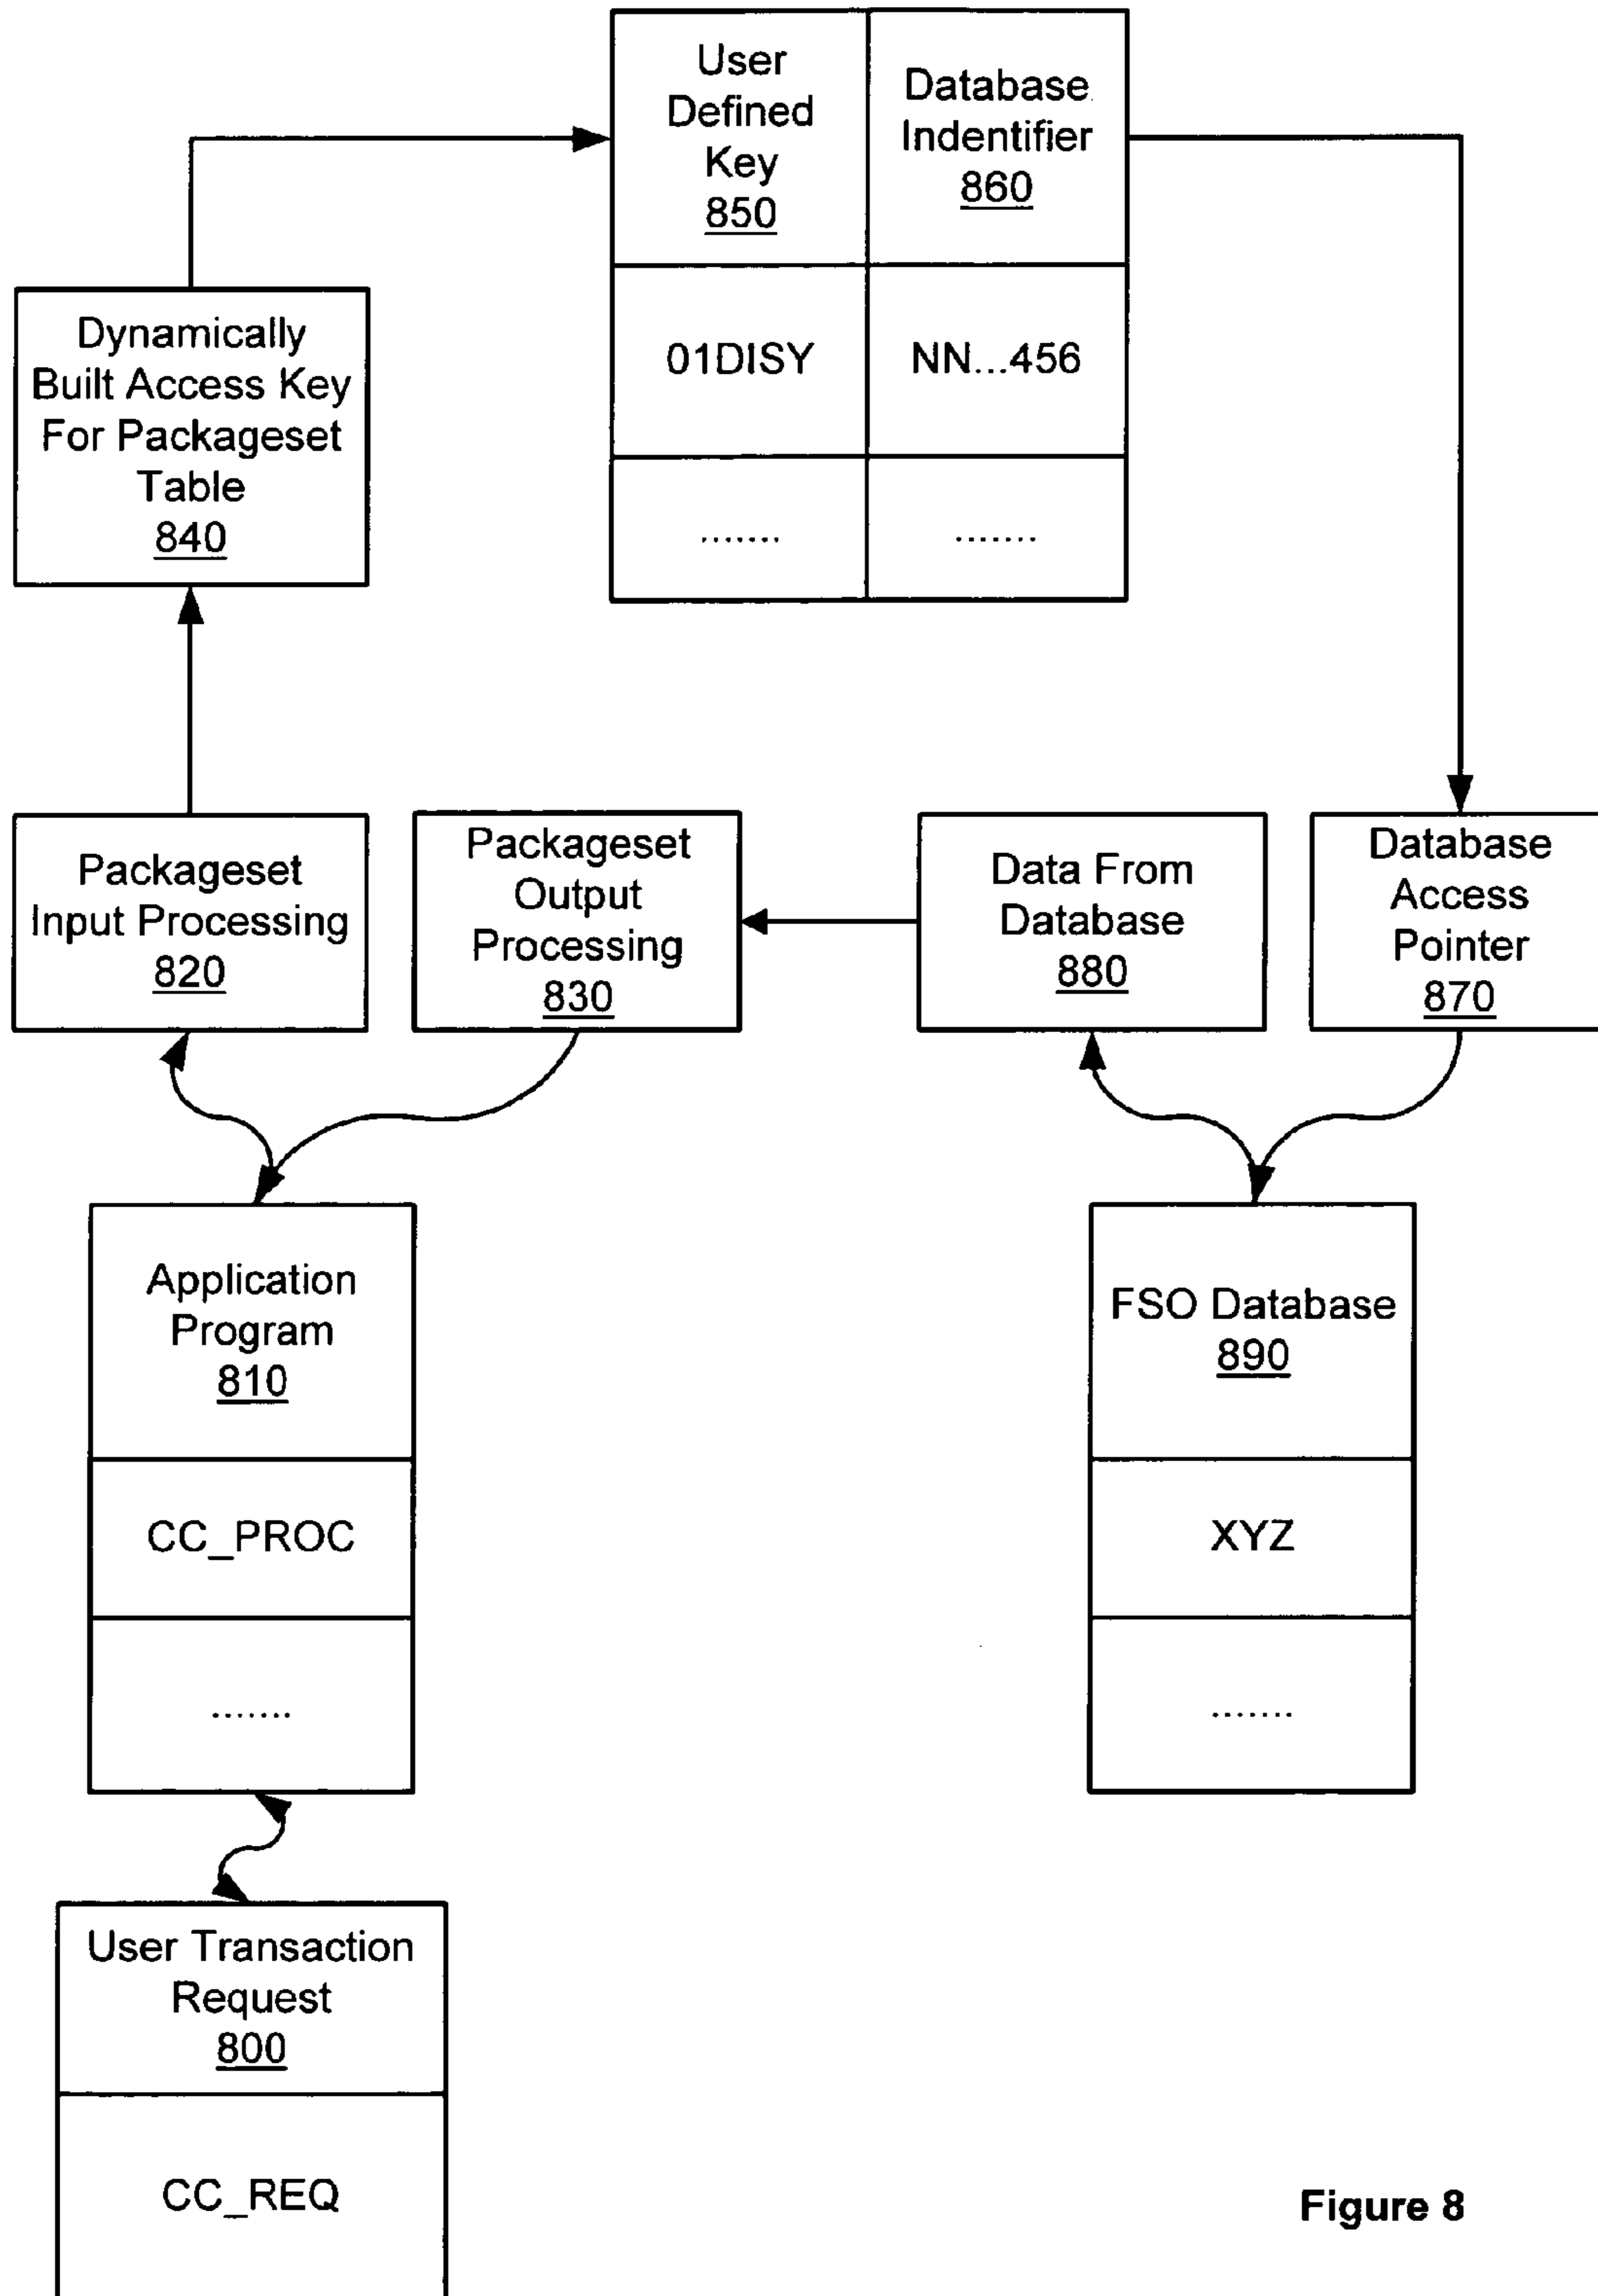 User
Defined
Key
850
Database
Indentifier
860
01DISY
NN...456
.......
.......
Dynamically
Built Access Key
For Packageset
Table
840
Packageset
Input Processing
820
Packageset
Output
Processing
830
Data From
Database
880
Database
Access
Pointer
870
Application
Program
810
CC_PROC
.......
FSO Database
890
XYZ
.......
User Transaction
Request
800
CC_REQ
Figure 8